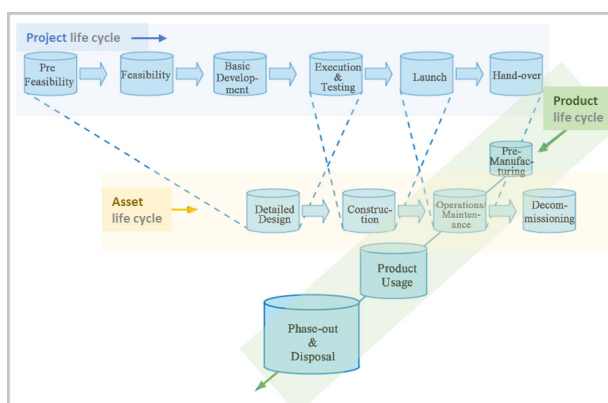 Project life cycle
Pre
Feasibility
Feasibility
Basic
Develop-
ment
Execution
&
Testing
Launch
Hand-over
Product
life cycle
Pre-
Manufac-
turing
Asset
life cycle
Detailed
Design
Construc-
tion
Operations/
Mainten-
ance
Decom-
missioning
Product
Usage
Phase-out
&
Disposal